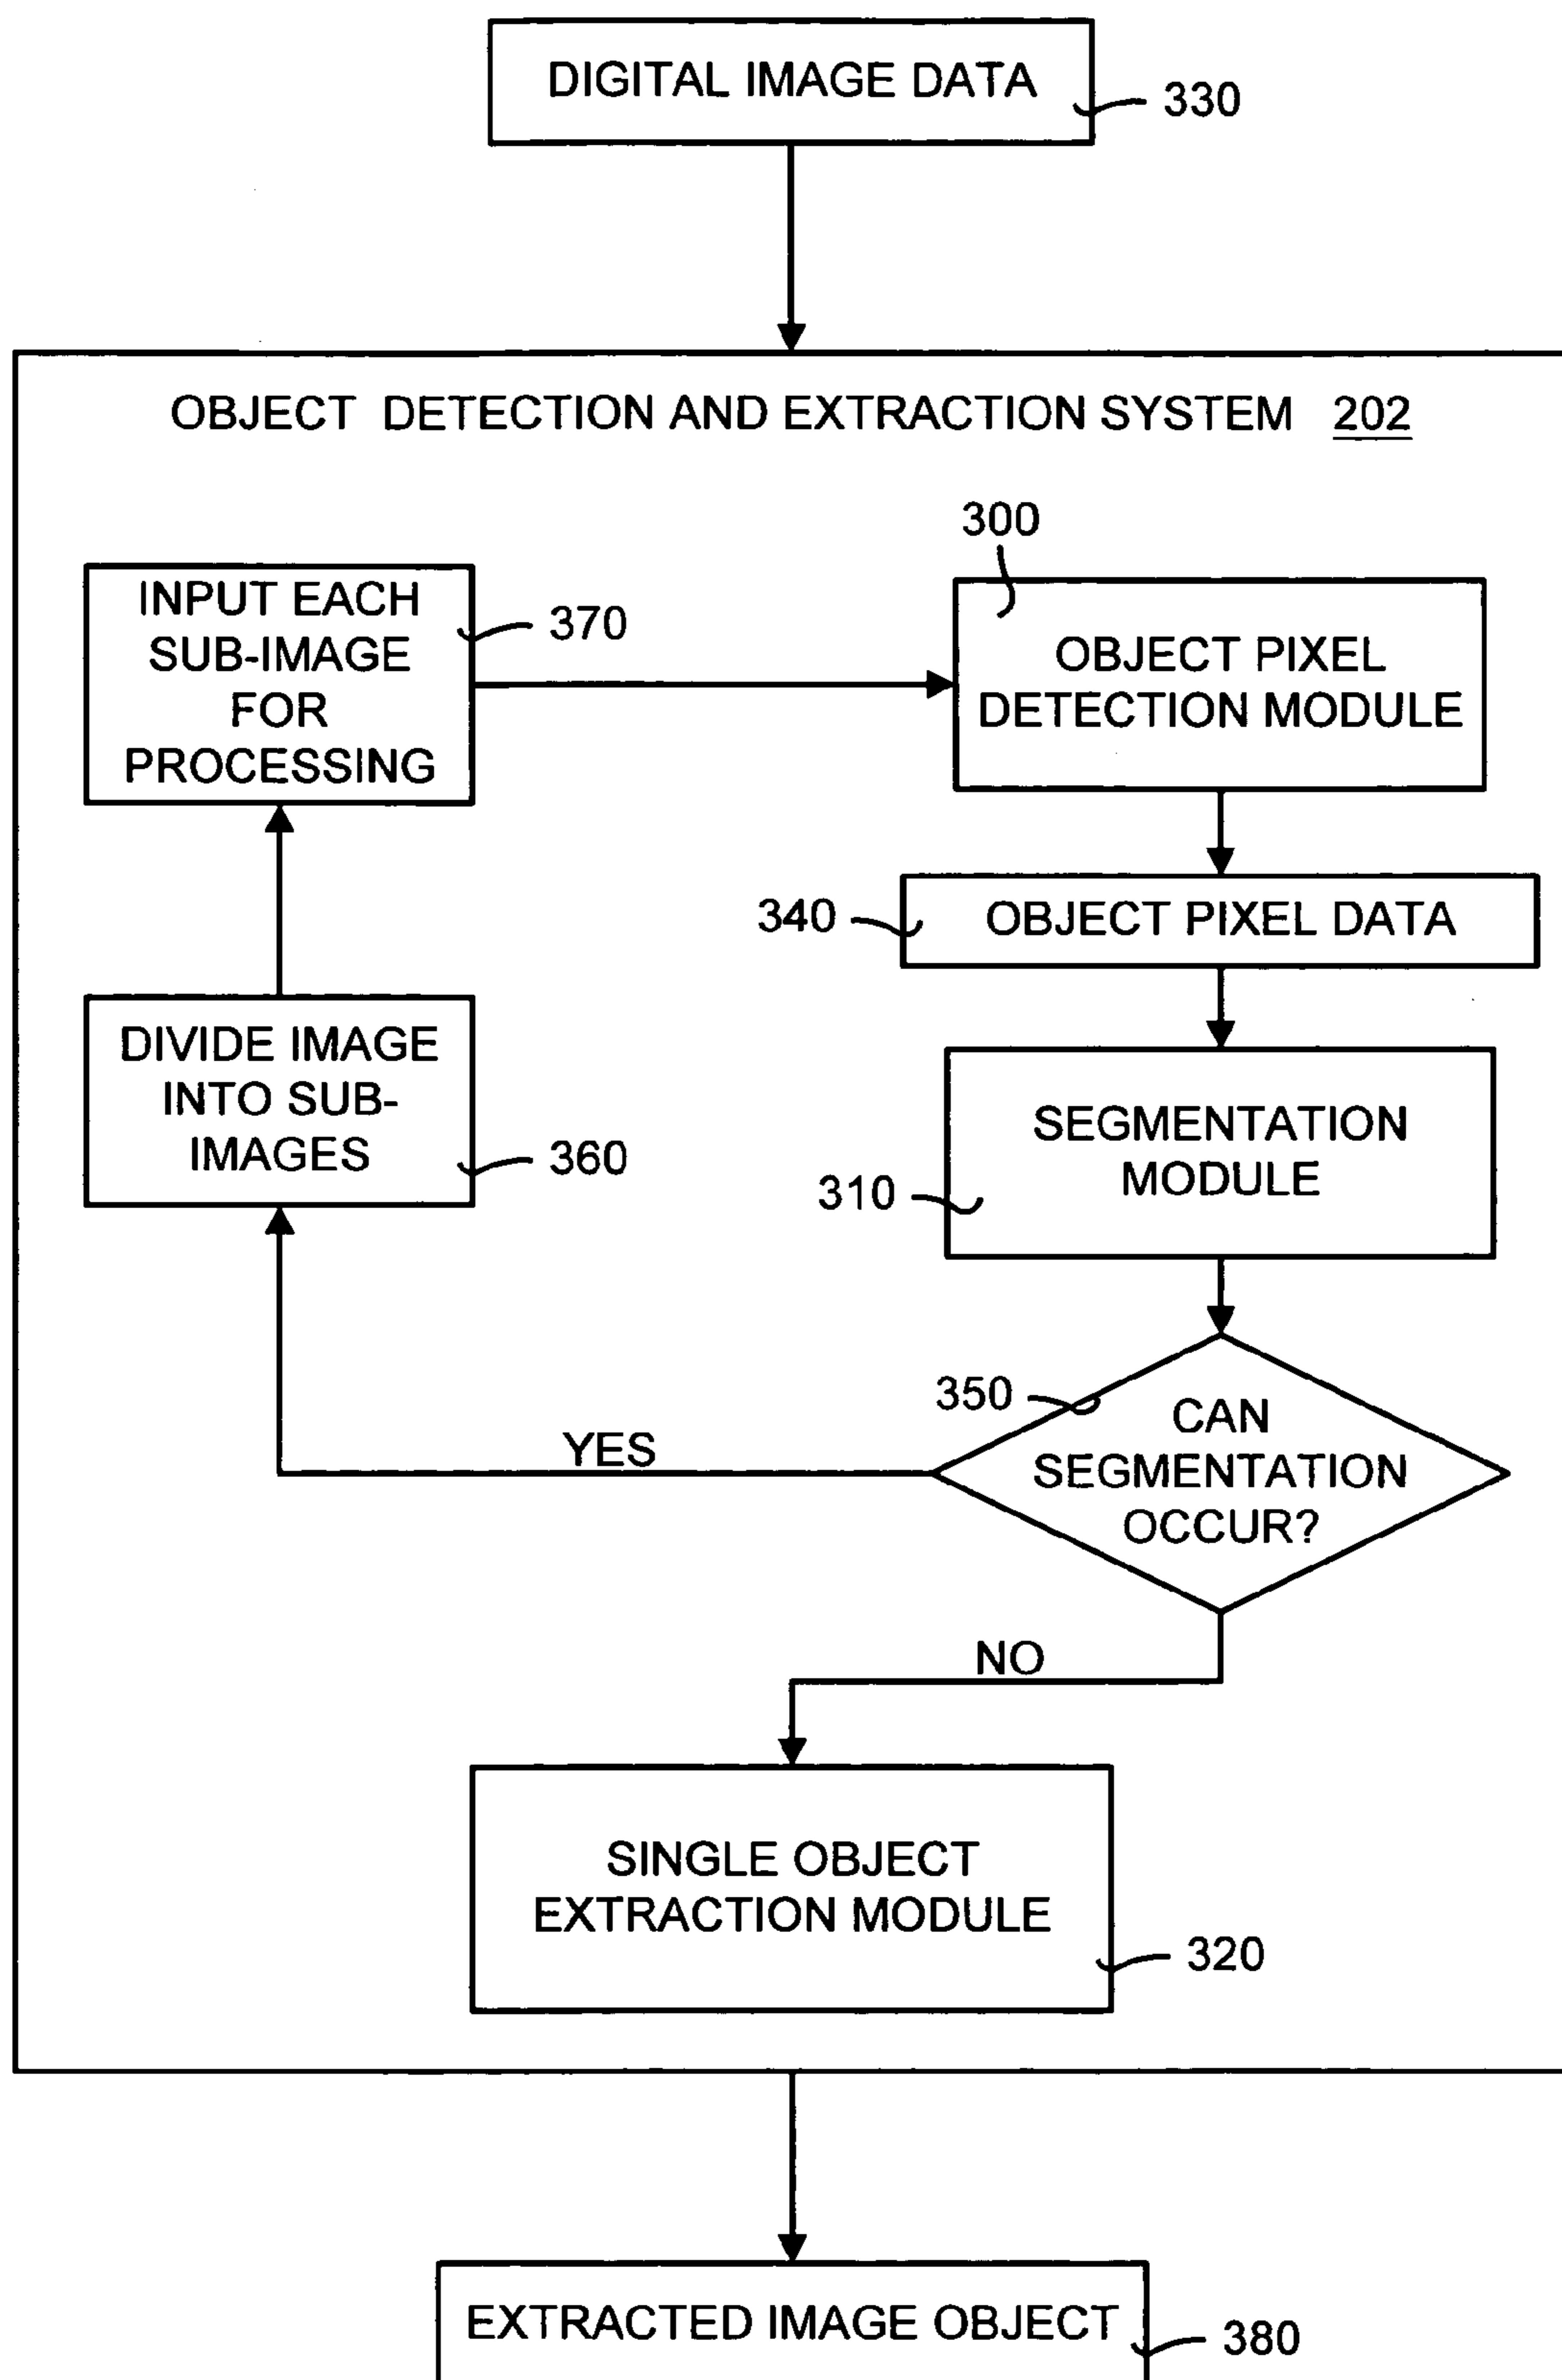 DIGITAL IMAGE DATA
330
OBJECT DETECTION AND EXTRACTION SYSTEM 202
300
INPUT EACH
SUB-IMAGE
FOR
PROCESSING
370
OBJECT PIXEL
DETECTION MODULE
340
OBJECT PIXEL DATA
DIVIDE IMAGE
INTO SUB-
IMAGES
360
SEGMENTATION
MODULE
310
350
CAN
SEGMENTATION
OCCUR?
YES
NO
SINGLE OBJECT
EXTRACTION MODULE
320
EXTRACTED IMAGE OBJECT
380